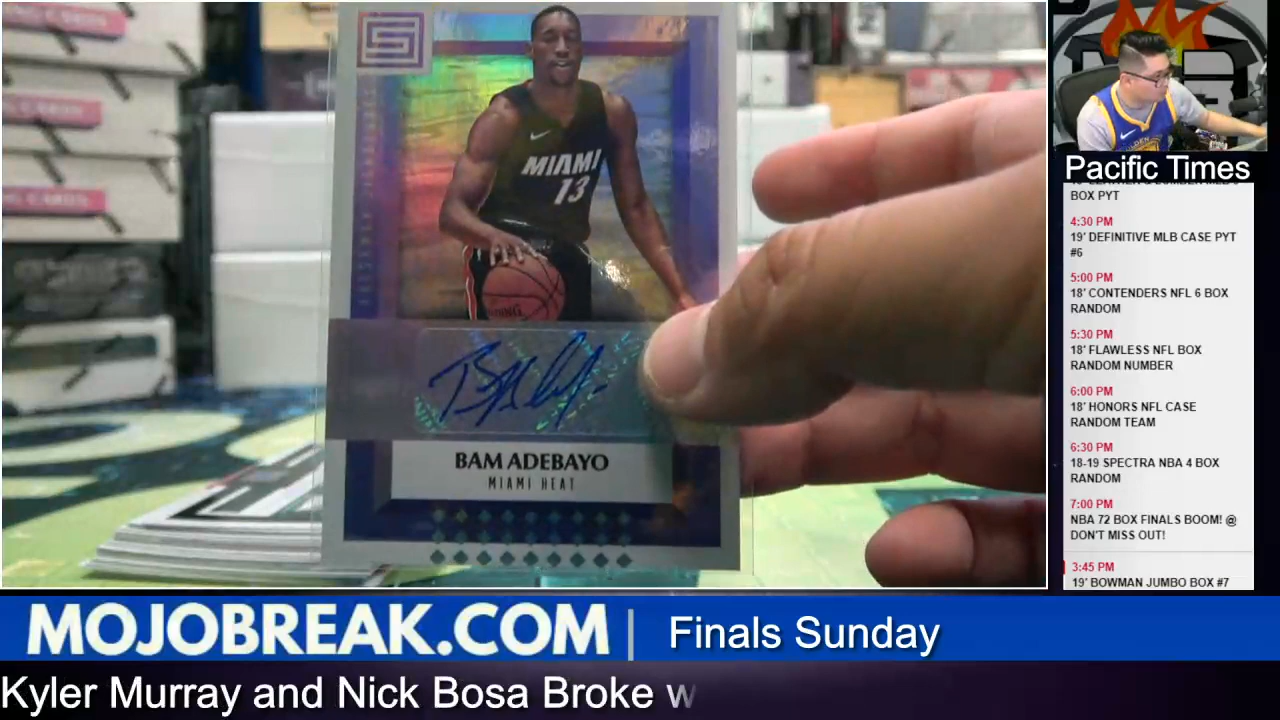 MIAMI
13
BAM ADEBAYO
MIAMI HEAT
Pacific Times
BOX PYT
4:30 PM
19' DEFINITIVE MLB CASE PYT
#6
5:00 PM
18' CONTENDERS NFL 6 BOX
RANDOM
5:30 PM
18' FLAWLESS NFL BOX
RANDOM NUMBER
6:00 PM
18' HONORS NFL CASE
RANDOM TEAM
6:30 PM
18-19 SPECTRA NBA 4 BOX
RANDOM
7:00 PM
NBA 72 BOX FINALS BOOM! @
DON'T MISS OUT!
3:45 PM
19' BOWMAN JUMBO BOX #7
MOJOBREAK.COM | Finals Sunday
Kyler Murray and Nick Bosa Broke w